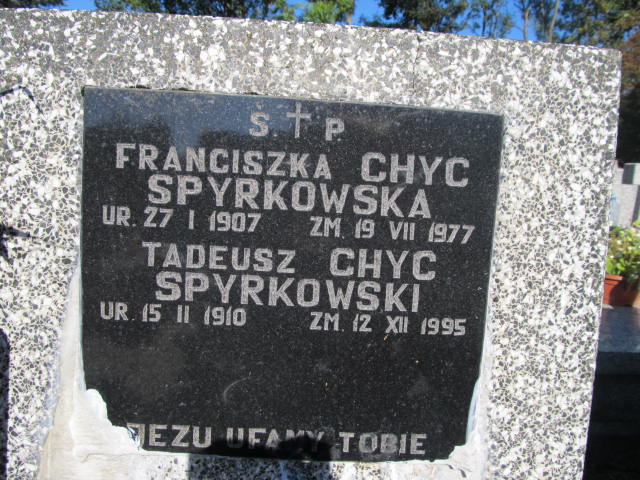 Ś P.
FRANCISZKA CHYC
SPYRKOWSKA
UR. 27 I 1907 ZM. 19 VII 1977
TADEUSZ CHYC
SPYRKOWSKI
UR. 15 II 1910 ZM. 12 XII 1995
JEZU UFAMY TOBIE